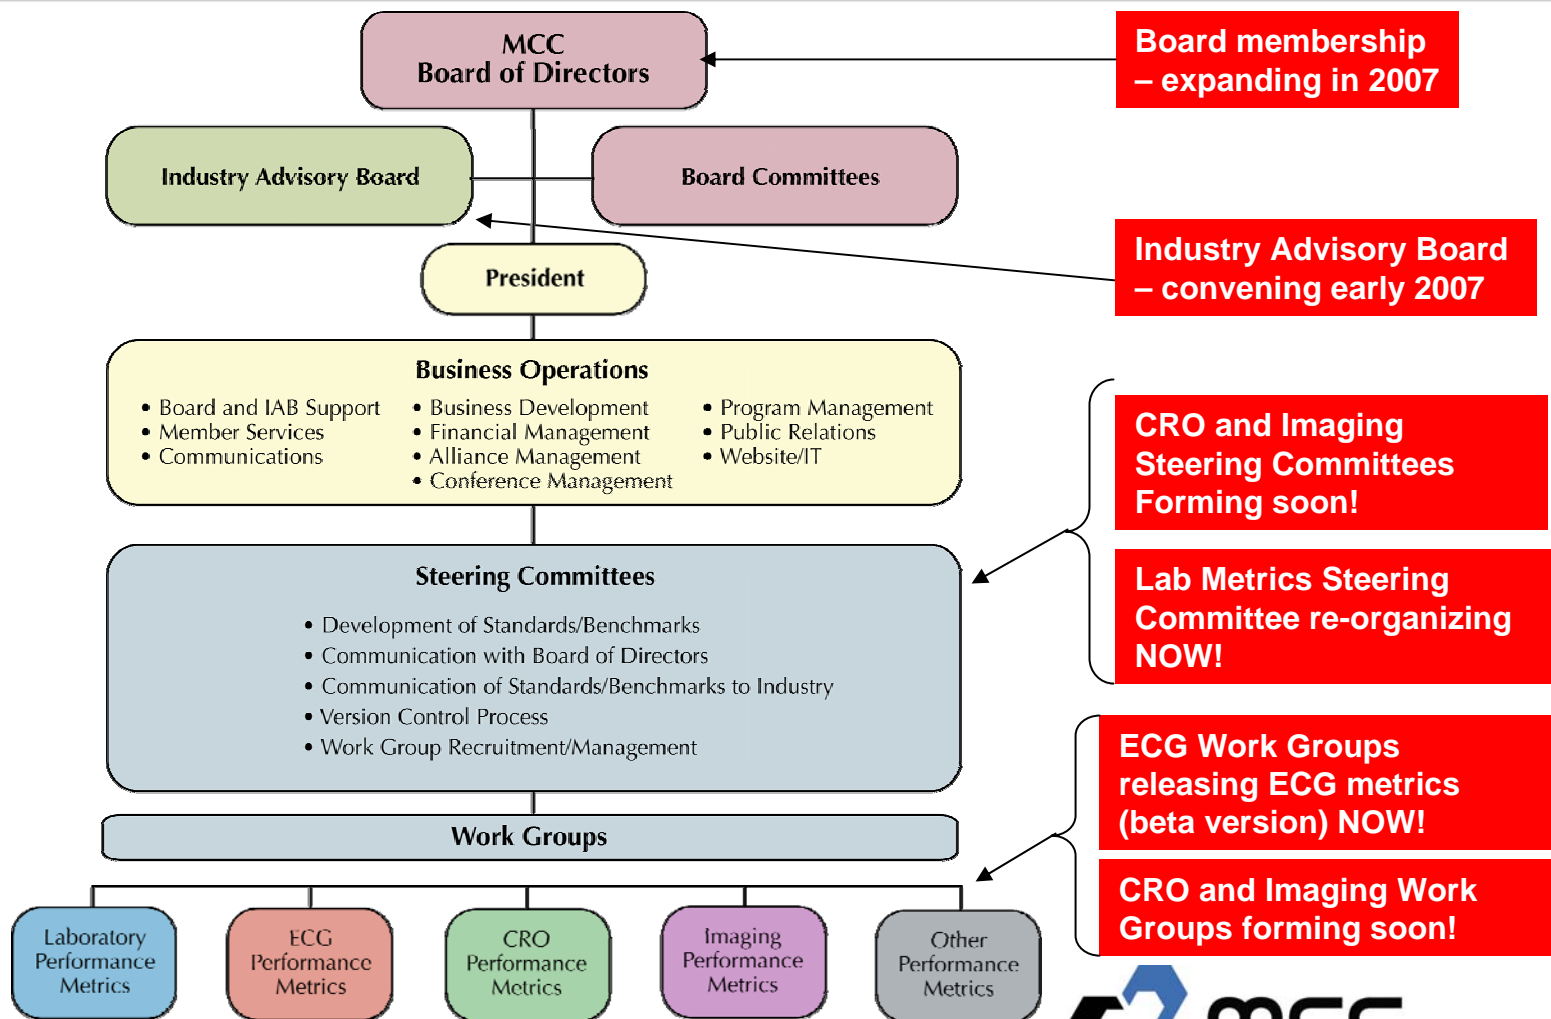 MCC
Board of Directors
Board membership
– expanding in 2007
Industry Advisory Board
Board Committees
Industry Advisory Board
– convening early 2007
President
Business Operations
• Board and IAB Support
• Member Services
• Communications
• Business Development
• Financial Management
• Alliance Management
• Conference Management
• Program Management
• Public Relations
• Website/IT
CRO and Imaging
Steering Committees
Forming soon!
Lab Metrics Steering
Committee re-organizing
NOW!
Steering Committees
• Development of Standards/Benchmarks
• Communication with Board of Directors
• Communication of Standards/Benchmarks to Industry
• Version Control Process
• Work Group Recruitment/Management
ECG Work Groups
releasing ECG metrics
(beta version) NOW!
CRO and Imaging Work
Groups forming soon!
Work Groups
Laboratory
Performance
Metrics
ECG
Performance
Metrics
CRO
Performance
Metrics
Imaging
Performance
Metrics
Other
Performance
Metrics
mcc